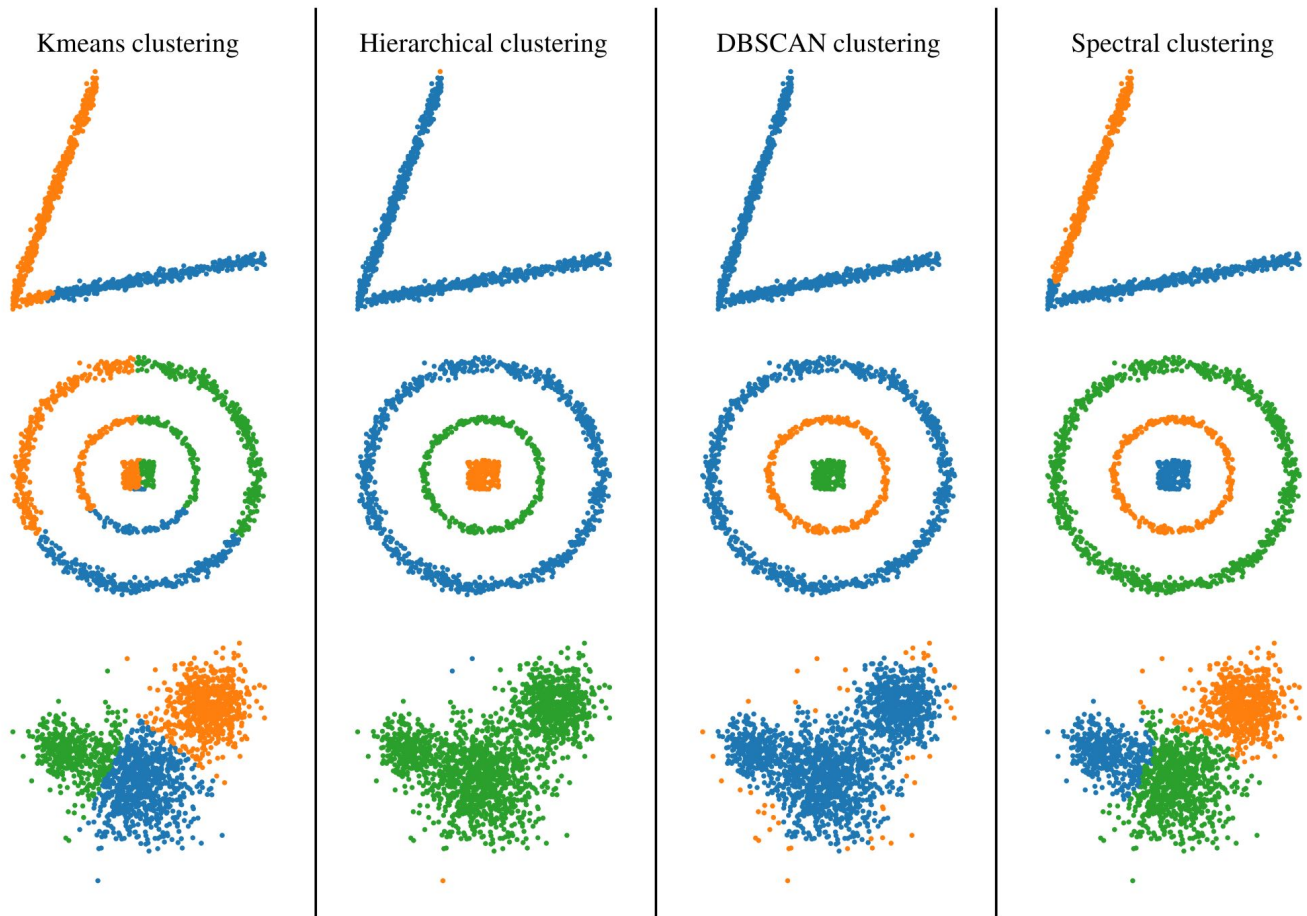 Kmeans clustering
Hierarchical clustering
DBSCAN clustering
Spectral clustering